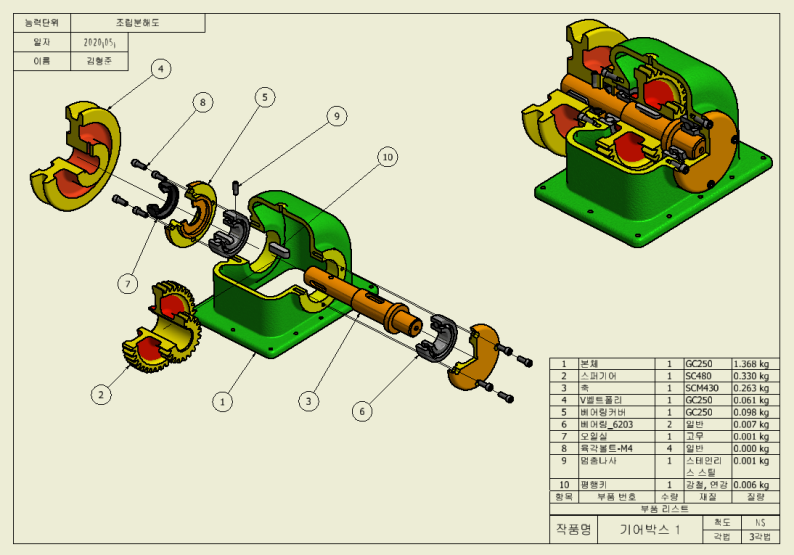 능력단위 조립분해도
일자 2020(05)
이름 김형준
4
8
5
9
10
7
2
1
3
6
1 본체 1 GC250 1.368 kg
2 스퍼기어 1 SC480 0.330 kg
3 축 1 SCM430 0.263 kg
4 V벨트풀리 1 GC250 0.061 kg
5 베어링커버 1 GC250 0.098 kg
6 베어링_6203 2 일반 0.007 kg
7 오일실 1 고무 0.001 kg
8 육각볼트-M4 4 일반 0.000 kg
9 멈춤나사 1 스테인리스 스틸 0.001 kg
10 평행키 1 강철, 연강 0.006 kg
항목 부품 번호 수량 재질 질량
부품 리스트
작품명 기어박스 1 척도 NS
각법 3각법